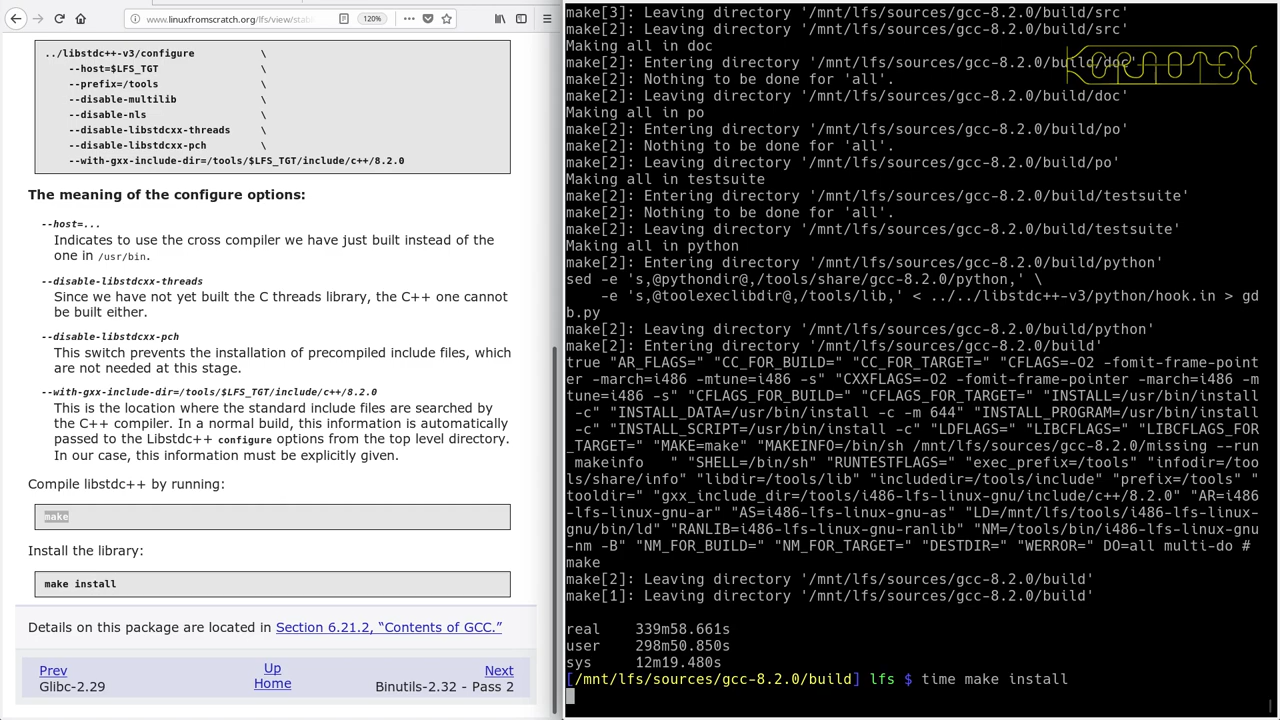 www.linuxfromscratch.org/lfs/view/stab
120%
../libstdc++-v3/configure \
--host=$LFS_TGT \
--prefix=/tools \
--disable-multilib \
--disable-nls \
--disable-libstdcxx-threads \
--disable-libstdcxx-pch \
--with-gxx-include-dir=/tools/$LFS_TGT/include/c++/8.2.0
The meaning of the configure options:
--host=...
Indicates to use the cross compiler we have just built instead of the
one in /usr/bin.
--disable-libstdcxx-threads
Since we have not yet built the C threads library, the C++ one cannot
be built either.
--disable-libstdcxx-pch
This switch prevents the installation of precompiled include files, which
are not needed at this stage.
--with-gxx-include-dir=/tools/$LFS_TGT/include/c++/8.2.0
This is the location where the standard include files are searched by
the C++ compiler. In a normal build, this information is automatically
passed to the Libstdc++ configure options from the top level directory.
In our case, this information must be explicitly given.
Compile libstdc++ by running:
make
Install the library:
make install
Details on this package are located in Section 6.21.2, “Contents of GCC.”
Prev Up Next
Glibc-2.29 Home Binutils-2.32 - Pass 2
make[3]: Leaving directory '/mnt/lfs/sources/gcc-8.2.0/build/src'
make[2]: Leaving directory '/mnt/lfs/sources/gcc-8.2.0/build/src'
Making all in doc
make[2]: Entering directory '/mnt/lfs/sources/gcc-8.2.0/build/doc'
make[2]: Nothing to be done for 'all'.
make[2]: Leaving directory '/mnt/lfs/sources/gcc-8.2.0/build/doc'
Making all in po
make[2]: Entering directory '/mnt/lfs/sources/gcc-8.2.0/build/po'
make[2]: Nothing to be done for 'all'.
make[2]: Leaving directory '/mnt/lfs/sources/gcc-8.2.0/build/po'
Making all in testsuite
make[2]: Entering directory '/mnt/lfs/sources/gcc-8.2.0/build/testsuite'
make[2]: Nothing to be done for 'all'.
make[2]: Leaving directory '/mnt/lfs/sources/gcc-8.2.0/build/testsuite'
Making all in python
make[2]: Entering directory '/mnt/lfs/sources/gcc-8.2.0/build/python'
sed -e 's,@pythondir@,/tools/share/gcc-8.2.0/python,' \
-e 's,@toolexeclibdir@,/tools/lib,' < ../../libstdc++-v3/python/hook.in > gd
b.py
make[2]: Leaving directory '/mnt/lfs/sources/gcc-8.2.0/build/python'
make[2]: Entering directory '/mnt/lfs/sources/gcc-8.2.0/build'
true "AR_FLAGS=" "CC_FOR_BUILD=" "CC_FOR_TARGET=" "CFLAGS=-O2 -fomit-frame-point
er -march=i486 -mtune=i486 -s" "CXXFLAGS=-O2 -fomit-frame-pointer -march=i486 -m
tune=i486 -s" "CFLAGS_FOR_BUILD=" "CFLAGS_FOR_TARGET=" "INSTALL=/usr/bin/install
-c" "INSTALL_DATA=/usr/bin/install -c -m 644" "INSTALL_PROGRAM=/usr/bin/install
-c" "INSTALL_SCRIPT=/usr/bin/install -c" "LDFLAGS=" "LIBCFLAGS=" "LIBCFLAGS_FOR
_TARGET=" "MAKE=make" "MAKEINFO=/bin/sh /mnt/lfs/sources/gcc-8.2.0/missing --run
makeinfo " "SHELL=/bin/sh" "RUNTESTFLAGS=" "exec_prefix=/tools" "infodir=/too
ls/share/info" "libdir=/tools/lib" "includedir=/tools/include" "prefix=/tools" "
tooldir=" "gxx_include_dir=/tools/i486-lfs-linux-gnu/include/c++/8.2.0" "AR=i486
-lfs-linux-gnu-ar" "AS=i486-lfs-linux-gnu-as" "LD=/mnt/lfs/tools/i486-lfs-linux-
gnu/bin/ld" "RANLIB=i486-lfs-linux-gnu-ranlib" "NM=/tools/bin/i486-lfs-linux-gnu
-nm -B" "NM_FOR_BUILD=" "NM_FOR_TARGET=" "DESTDIR=" "WERROR=" DO=all multi-do #
make
make[2]: Leaving directory '/mnt/lfs/sources/gcc-8.2.0/build'
make[1]: Leaving directory '/mnt/lfs/sources/gcc-8.2.0/build'
real 339m58.661s
user 298m50.850s
sys 12m19.480s
[/mnt/lfs/sources/gcc-8.2.0/build] lfs $ time make install